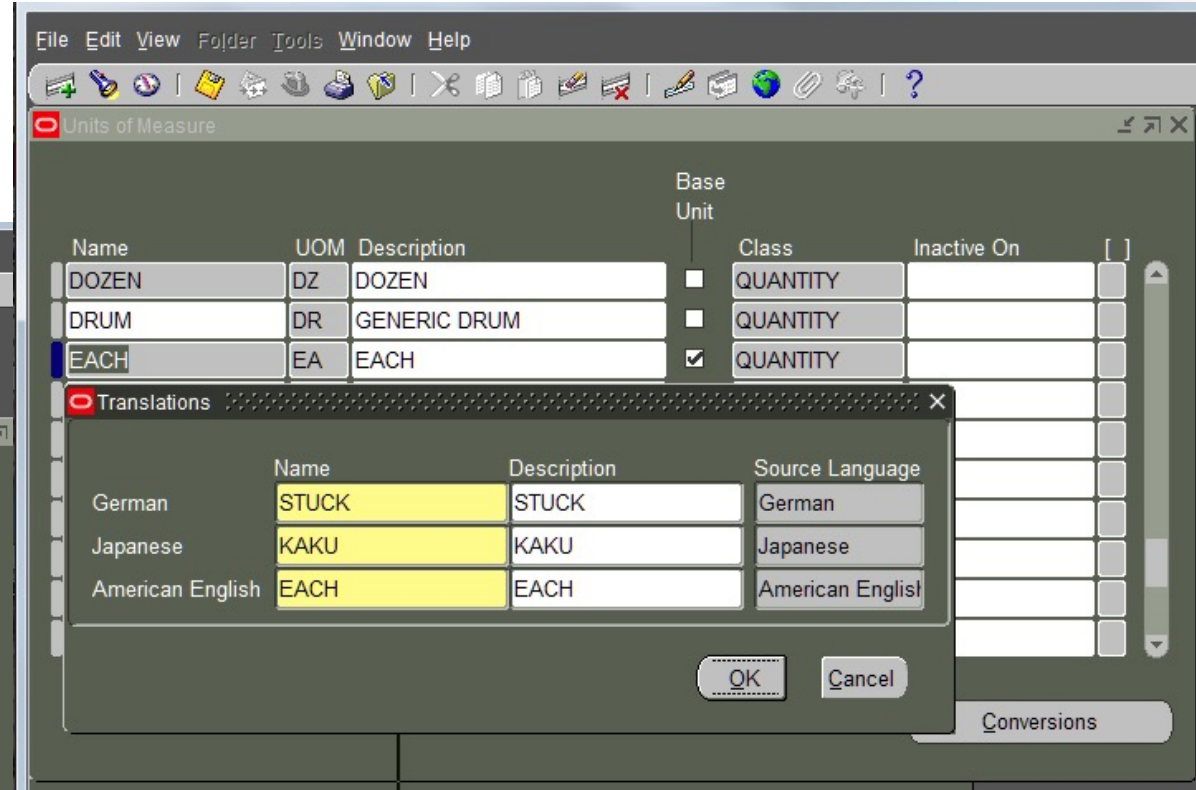 File Edit View Folder Tools Window Help
?
Units of Measure
Base
Unit
Name UOM Description Class Inactive On [ ]
DOZEN DZ DOZEN QUANTITY
DRUM DR GENERIC DRUM QUANTITY
EACH EA EACH QUANTITY
Translations
Name Description Source Language
German STUCK STUCK German
Japanese KAKU KAKU Japanese
American English EACH EACH American English
OK Cancel
Conversions